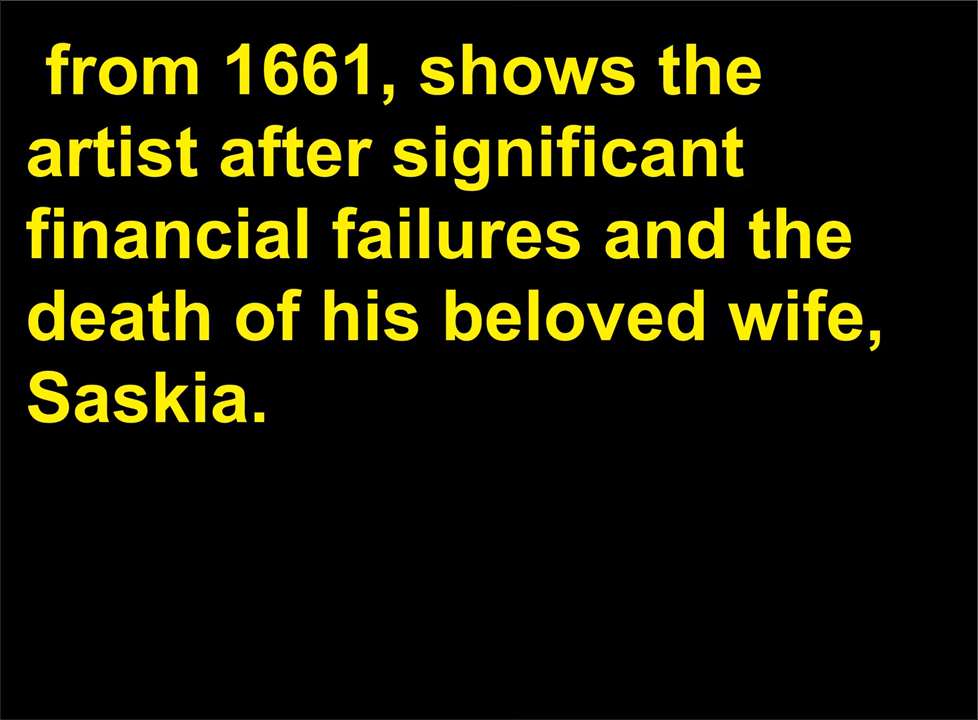 from 1661, shows the
artist after significant
financial failures and the
death of his beloved wife,
Saskia.